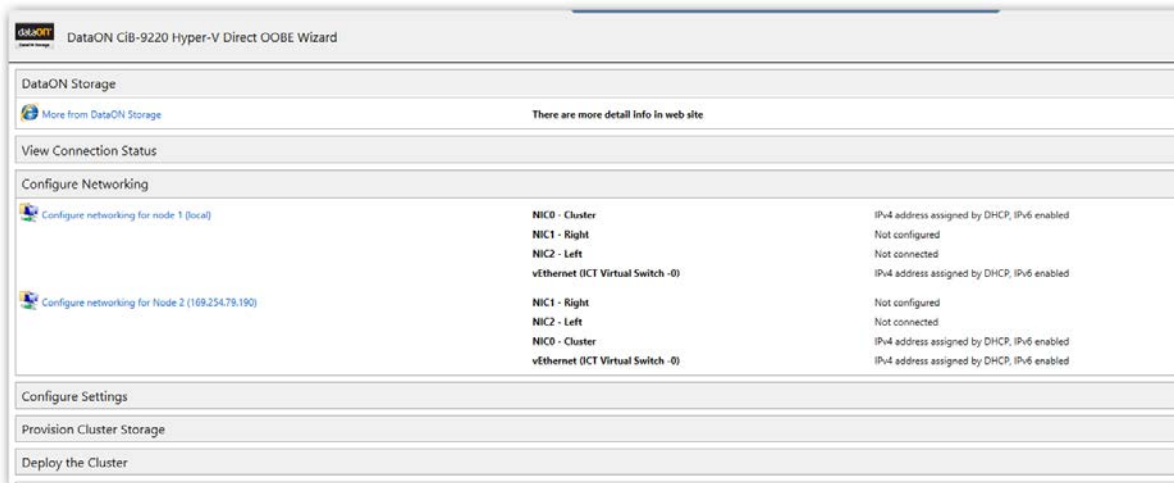 dataON
DataON CiB-9220 Hyper-V Direct OOBE Wizard
DataON Storage
More from DataON Storage There are more detail info in web site
View Connection Status
Configure Networking
Configure networking for node 1 (local) NIC0 - Cluster IPv4 address assigned by DHCP, IPv6 enabled
NIC1 - Right Not configured
NIC2 - Left Not connected
vEthernet (ICT Virtual Switch -0) IPv4 address assigned by DHCP, IPv6 enabled
Configure networking for Node 2 (169.254.79.190) NIC1 - Right Not configured
NIC2 - Left Not connected
NIC0 - Cluster IPv4 address assigned by DHCP, IPv6 enabled
vEthernet (ICT Virtual Switch -0) IPv4 address assigned by DHCP, IPv6 enabled
Configure Settings
Provision Cluster Storage
Deploy the Cluster